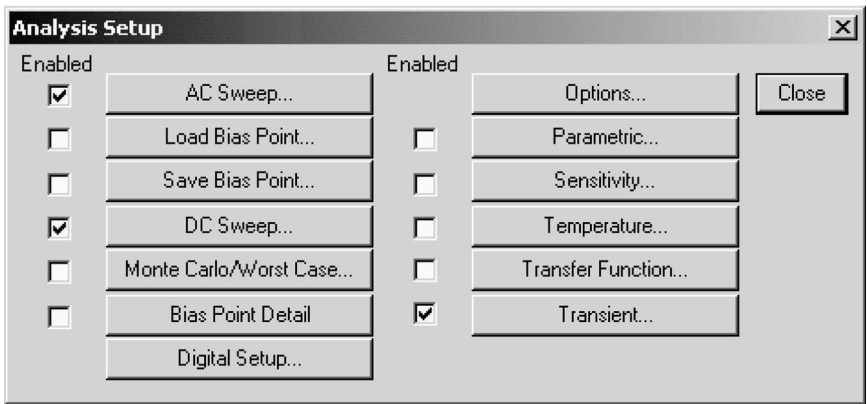 Analysis Setup
Enabled
AC Sweep...
Load Bias Point...
Save Bias Point...
DC Sweep...
Monte Carlo/Worst Case...
Bias Point Detail
Digital Setup...
Enabled
Options...
Parametric...
Sensitivity...
Temperature...
Transfer Function...
Transient...
Close